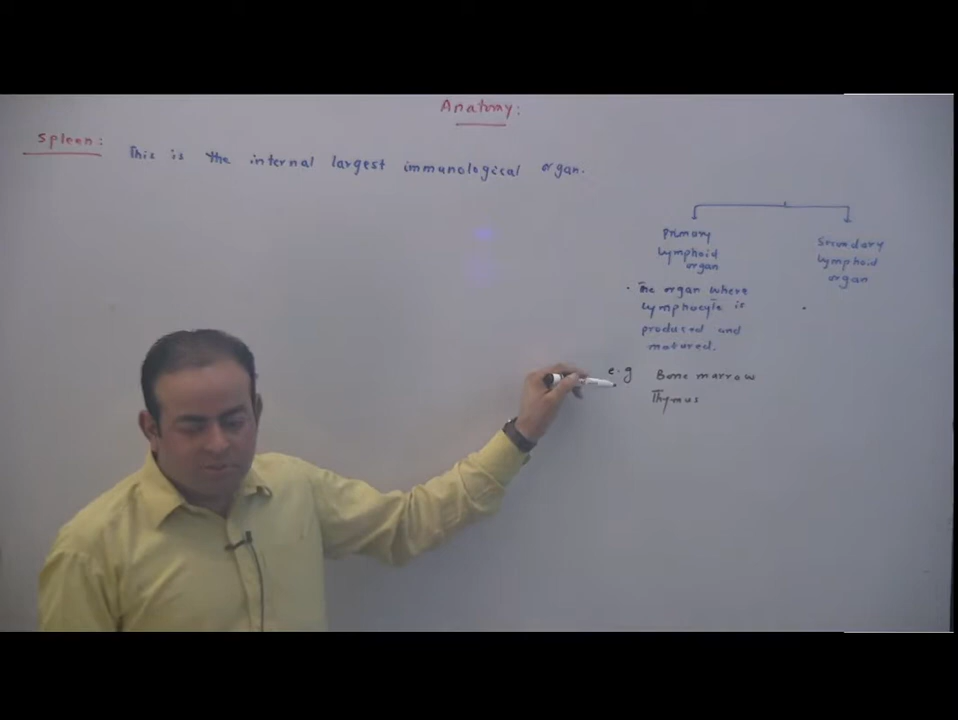 Anatomy:
Spleen: This is the internal largest immunological organ.
Primary
lymphoid
organ
• The organ where
lymphocyte is
produced and
matured.
e.g Bone marrow
Thymus
Secondary
lymphoid
organ
•